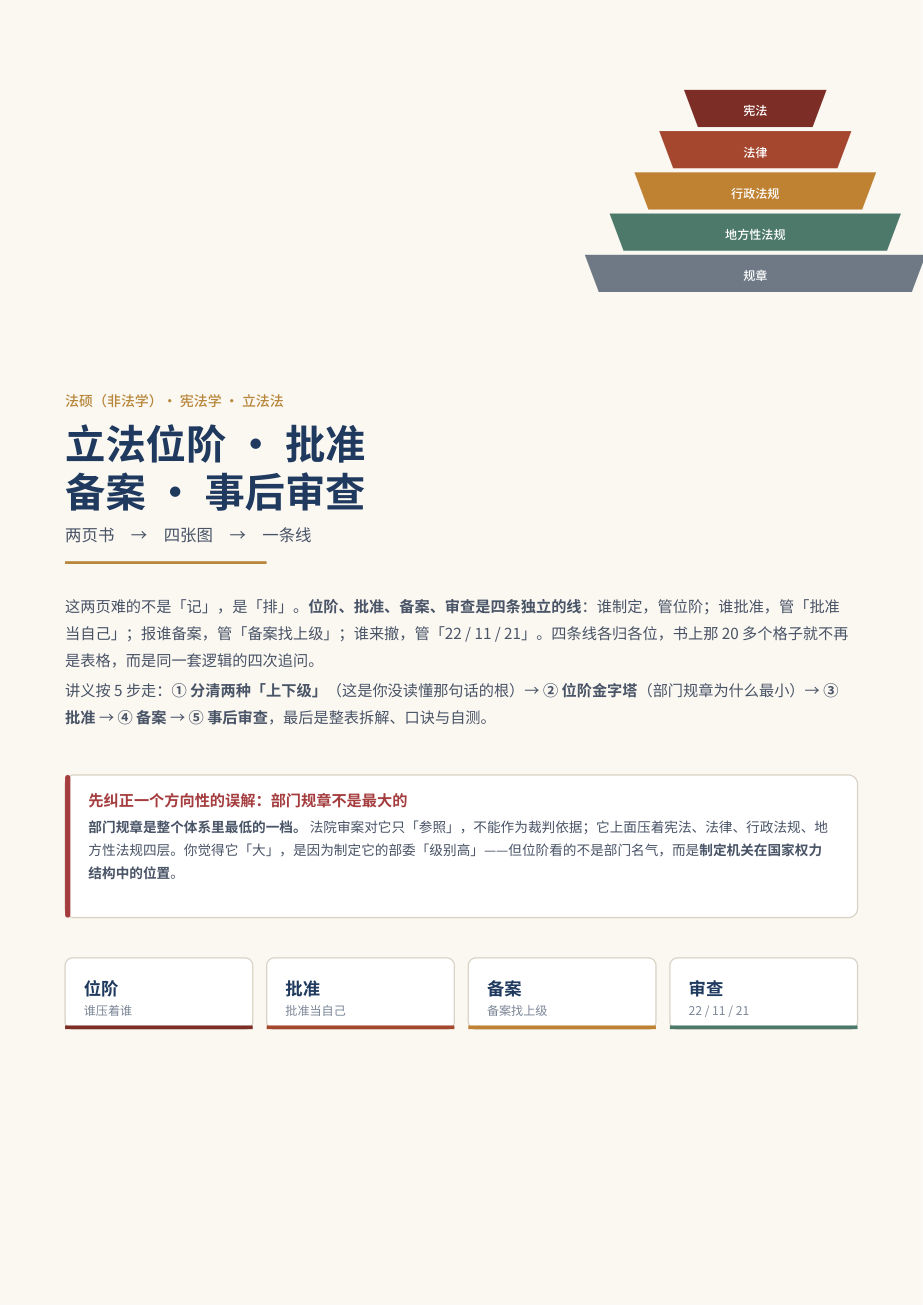 宪法
法律
行政法规
地方性法规
规章
法硕（非法学）· 宪法学 · 立法法
立法位阶 · 批准
备案 · 事后审查
两页书 → 四张图 → 一条线
这两页难的不是「记」，是「排」。位阶、批准、备案、审查是四条独立的线：谁制定，管位阶；谁批准，管「批准
当自己」；报谁备案，管「备案找上级」；谁来撤，管「22 / 11 / 21」。四条线各归各位，书上那 20 多个格子就不再
是表格，而是同一套逻辑的四次追问。
讲义按 5 步走：① 分清两种「上下级」（这是你没读懂那句话的根）→ ② 位阶金字塔（部门规章为什么最小）→ ③
批准 → ④ 备案 → ⑤ 事后审查，最后是整表拆解、口诀与自测。
先纠正一个方向性的误解：部门规章不是最大的
部门规章是整个体系里最低的一档。 法院审案对它只「参照」，不能作为裁判依据；它上面压着宪法、法律、行政法规、地
方性法规四层。你觉得它「大」，是因为制定它的部委「级别高」——但位阶看的不是部门名气，而是制定机关在国家权力
结构中的位置。
位阶
谁压着谁
批准
批准当自己
备案
备案找上级
审查
22 / 11 / 21